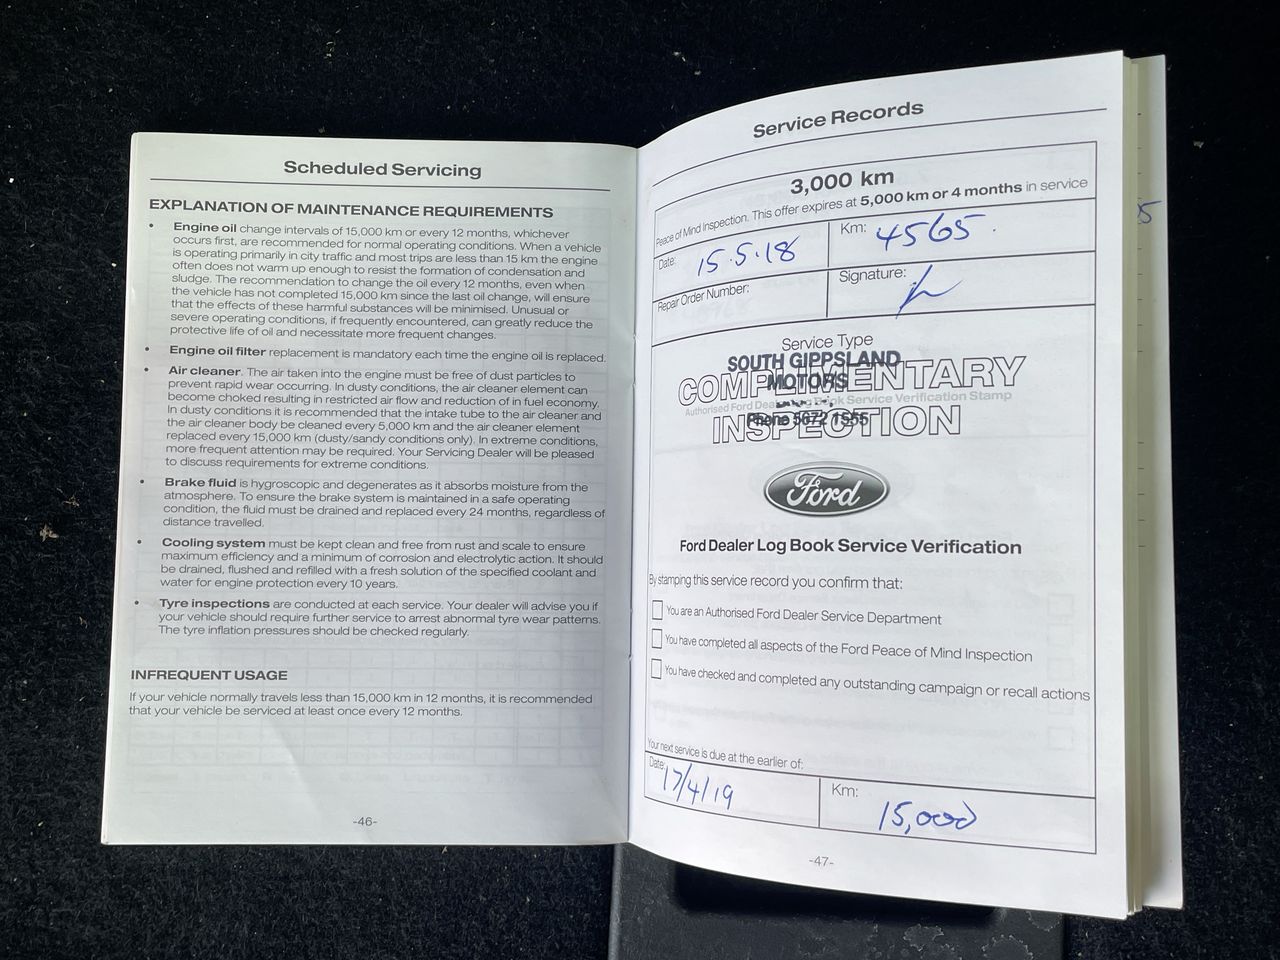 Scheduled Servicing
EXPLANATION OF MAINTENANCE REQUIREMENTS
• Engine oil change intervals of 15,000 km or every 12 months, whichever
occurs first, are recommended for normal operating conditions. When a vehicle
is operating primarily in city traffic and most trips are less than 15 km the engine
often does not warm up enough to resist the formation of condensation and
sludge. The recommendation to change the oil every 12 months, even when
the vehicle has not completed 15,000 km since the last oil change, will ensure
that the effects of these harmful substances will be minimised. Unusual or
severe operating conditions, if frequently encountered, can greatly reduce the
protective life of oil and necessitate more frequent changes.
• Engine oil filter replacement is mandatory each time the engine oil is replaced.
• Air cleaner. The air taken into the engine must be free of dust particles to
prevent rapid wear occurring. In dusty conditions, the air cleaner element can
become choked resulting in restricted air flow and reduction of in fuel economy.
In dusty conditions it is recommended that the intake tube to the air cleaner and
the air cleaner body be cleaned every 5,000 km and the air cleaner element
replaced every 15,000 km (dusty/sandy conditions only). In extreme conditions,
more frequent attention may be required. Your Servicing Dealer will be pleased
to discuss requirements for extreme conditions.
• Brake fluid is hygroscopic and degenerates as it absorbs moisture from the
atmosphere. To ensure the brake system is maintained in a safe operating
condition, the fluid must be drained and replaced every 24 months, regardless of
distance travelled.
• Cooling system must be kept clean and free from rust and scale to ensure
maximum efficiency and a minimum of corrosion and electrolytic action. It should
be drained, flushed and refilled with a fresh solution of the specified coolant and
water for engine protection every 10 years.
• Tyre inspections are conducted at each service. Your dealer will advise you if
your vehicle should require further service to arrest abnormal tyre wear patterns.
The tyre inflation pressures should be checked regularly.
INFREQUENT USAGE
If your vehicle normally travels less than 15,000 km in 12 months, it is recommended
that your vehicle be serviced at least once every 12 months.
-46-
Service Records
3,000 km
Peace of Mind Inspection. This offer expires at 5,000 km or 4 months in service
Date: 15.5.18
Km: 4565.
Repair Order Number:
Signature:
Service Type
SOUTH GIPPSLAND
COMPLIMENTARY
MOTORS
Authorised Ford Dealer Log Book Service Verification Stamp
Phone 5672 1555
INSPECTION
Ford
Ford Dealer Log Book Service Verification
By stamping this service record you confirm that:
You are an Authorised Ford Dealer Service Department
You have completed all aspects of the Ford Peace of Mind Inspection
You have checked and completed any outstanding campaign or recall actions
Your next service is due at the earlier of:
Date: 17/4/19
Km: 15,000
-47-